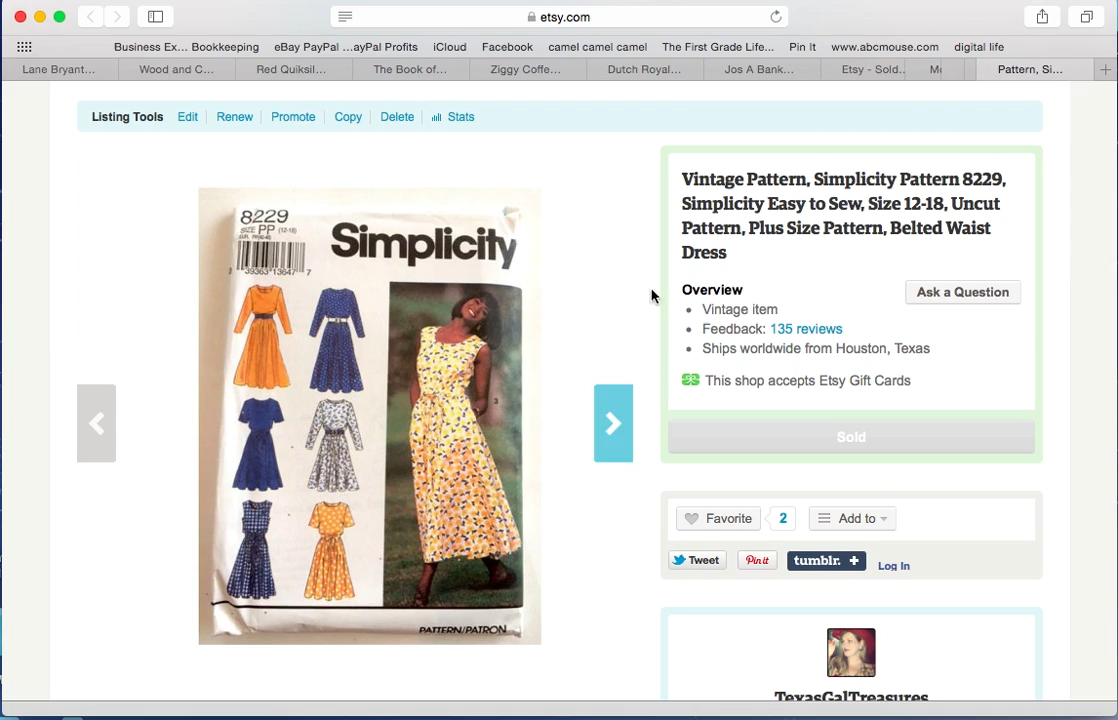 etsy.com
Business Ex... Bookkeeping eBay PayPal ...ayPal Profits iCloud Facebook camel camel camel The First Grade Life... Pin It www.abcmouse.com digital life
Lane Bryant... Wood and C... Red Quiksil... The Book of... Ziggy Coffe... Dutch Royal... Jos A Bank... Etsy - Sold.. Pattern, Si...
Listing Tools Edit Renew Promote Copy Delete Stats
8229
SIZE PP (12-18)
39363 13647 7
Simplicity
3
PATTERN/PATRON
Vintage Pattern, Simplicity Pattern 8229,
Simplicity Easy to Sew, Size 12-18, Uncut
Pattern, Plus Size Pattern, Belted Waist
Dress
Overview
Ask a Question
Vintage item
Feedback: 135 reviews
Ships worldwide from Houston, Texas
This shop accepts Etsy Gift Cards
Sold
Favorite 2 Add to
Tweet Pin it tumblr. + Log In
TexasGalTreasures